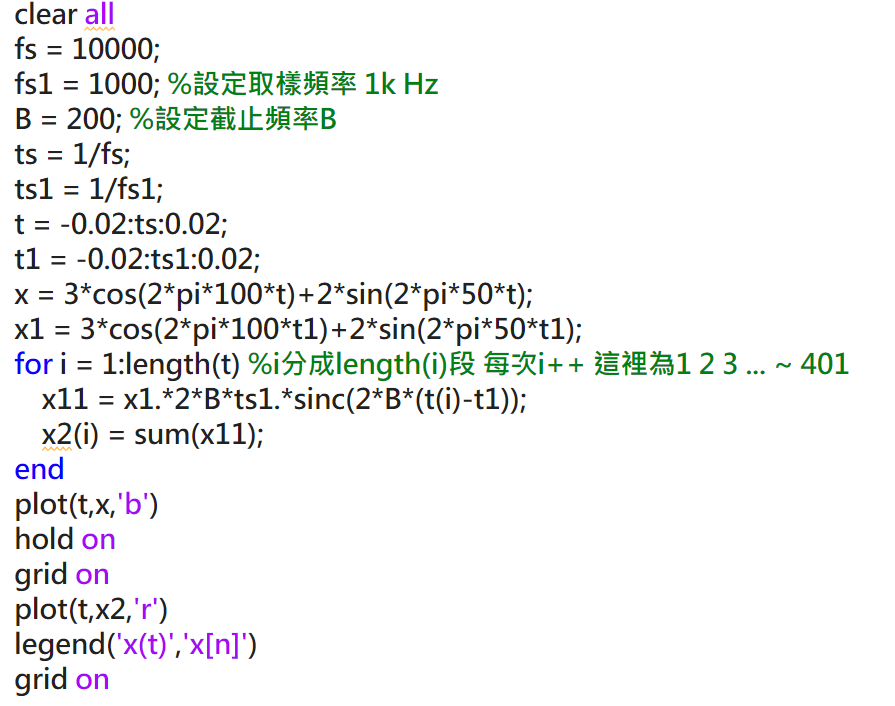 clear all
fs = 10000;
fs1 = 1000; %設定取樣頻率 1k Hz
B = 200; %設定截止頻率B
ts = 1/fs;
ts1 = 1/fs1;
t = -0.02:ts:0.02;
t1 = -0.02:ts1:0.02;
x = 3*cos(2*pi*100*t)+2*sin(2*pi*50*t);
x1 = 3*cos(2*pi*100*t1)+2*sin(2*pi*50*t1);
for i = 1:length(t) %i分成length(i)段 每次i++ 這裡為1 2 3 ... ~ 401
    x11 = x1.*2*B*ts1.*sinc(2*B*(t(i)-t1));
    x2(i) = sum(x11);
end
plot(t,x,'b')
hold on
grid on
plot(t,x2,'r')
legend('x(t)','x[n]')
grid on